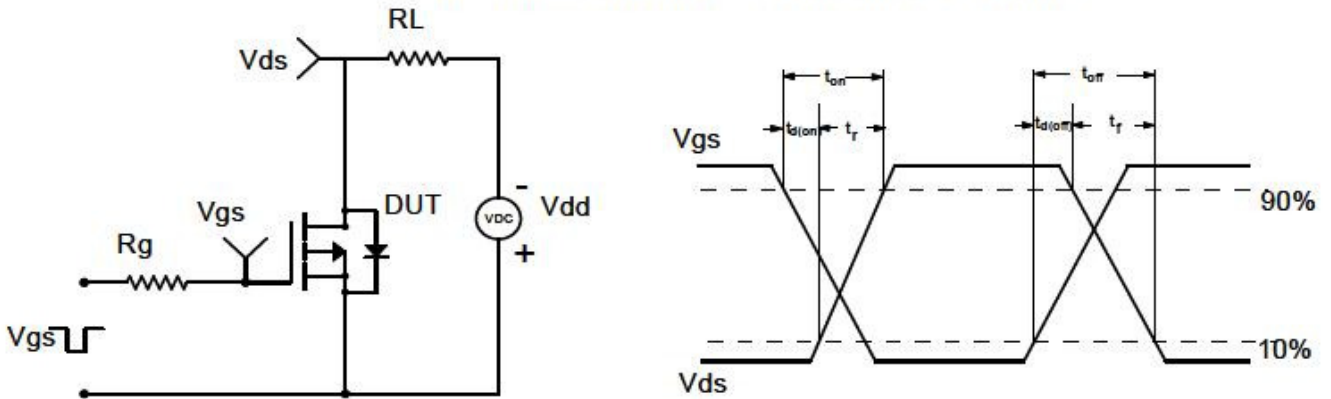 RL
Vds
-
Vgs
DUT
VDC
Vdd
Rg
+
Vgs
ton
toff
td(on)
tr
td(off)
tf
Vgs
90%
10%
Vds